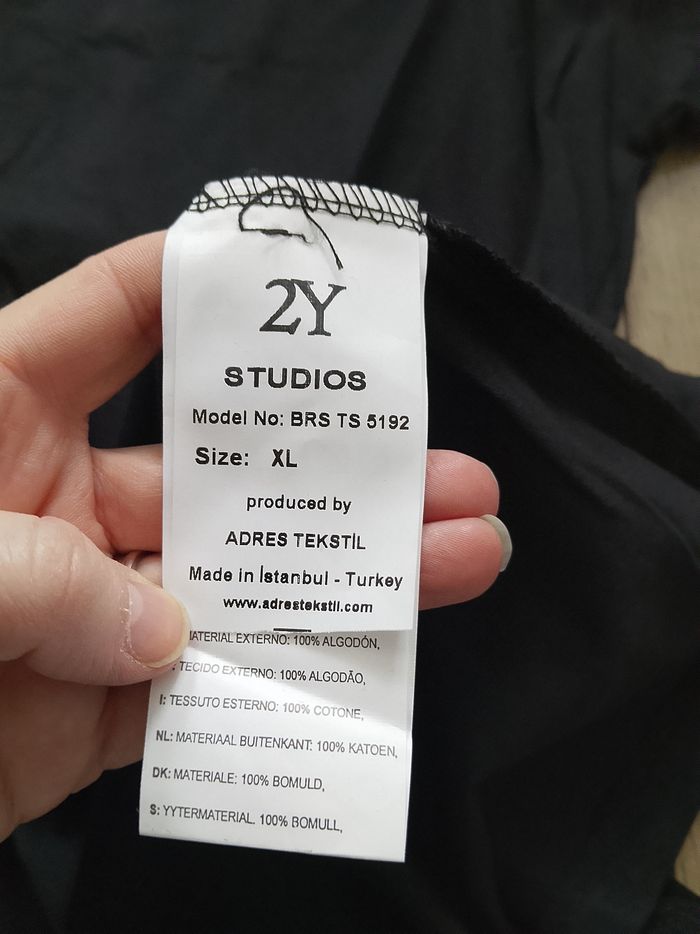 2Y
STUDIOS
Model No: BRS TS 5192
Size: XL
produced by
ADRES TEKSTİL
Made in İstanbul - Turkey
www.adrestekstil.com
EXTERNO: 100% ALGODÓN,
TECIDO EXTERNO: 100% ALGODÃO,
I: TESSUTO ESTERNO: 100% COTONE,
NL: MATERIAAL BUITENKANT: 100% KATOEN,
DK: MATERIALE: 100% BOMULD,
S: YYTERMATERIAL. 100% BOMULL,